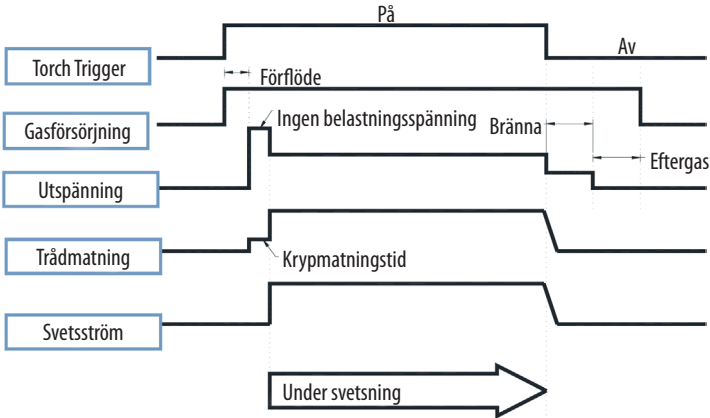 På
Av
Torch Trigger
Förflöde
Gasförsörjning
Ingen belastningsspänning
Bränna
Eftergas
Utspänning
Trådmatning
Krypmatningstid
Svetsström
Under svetsning